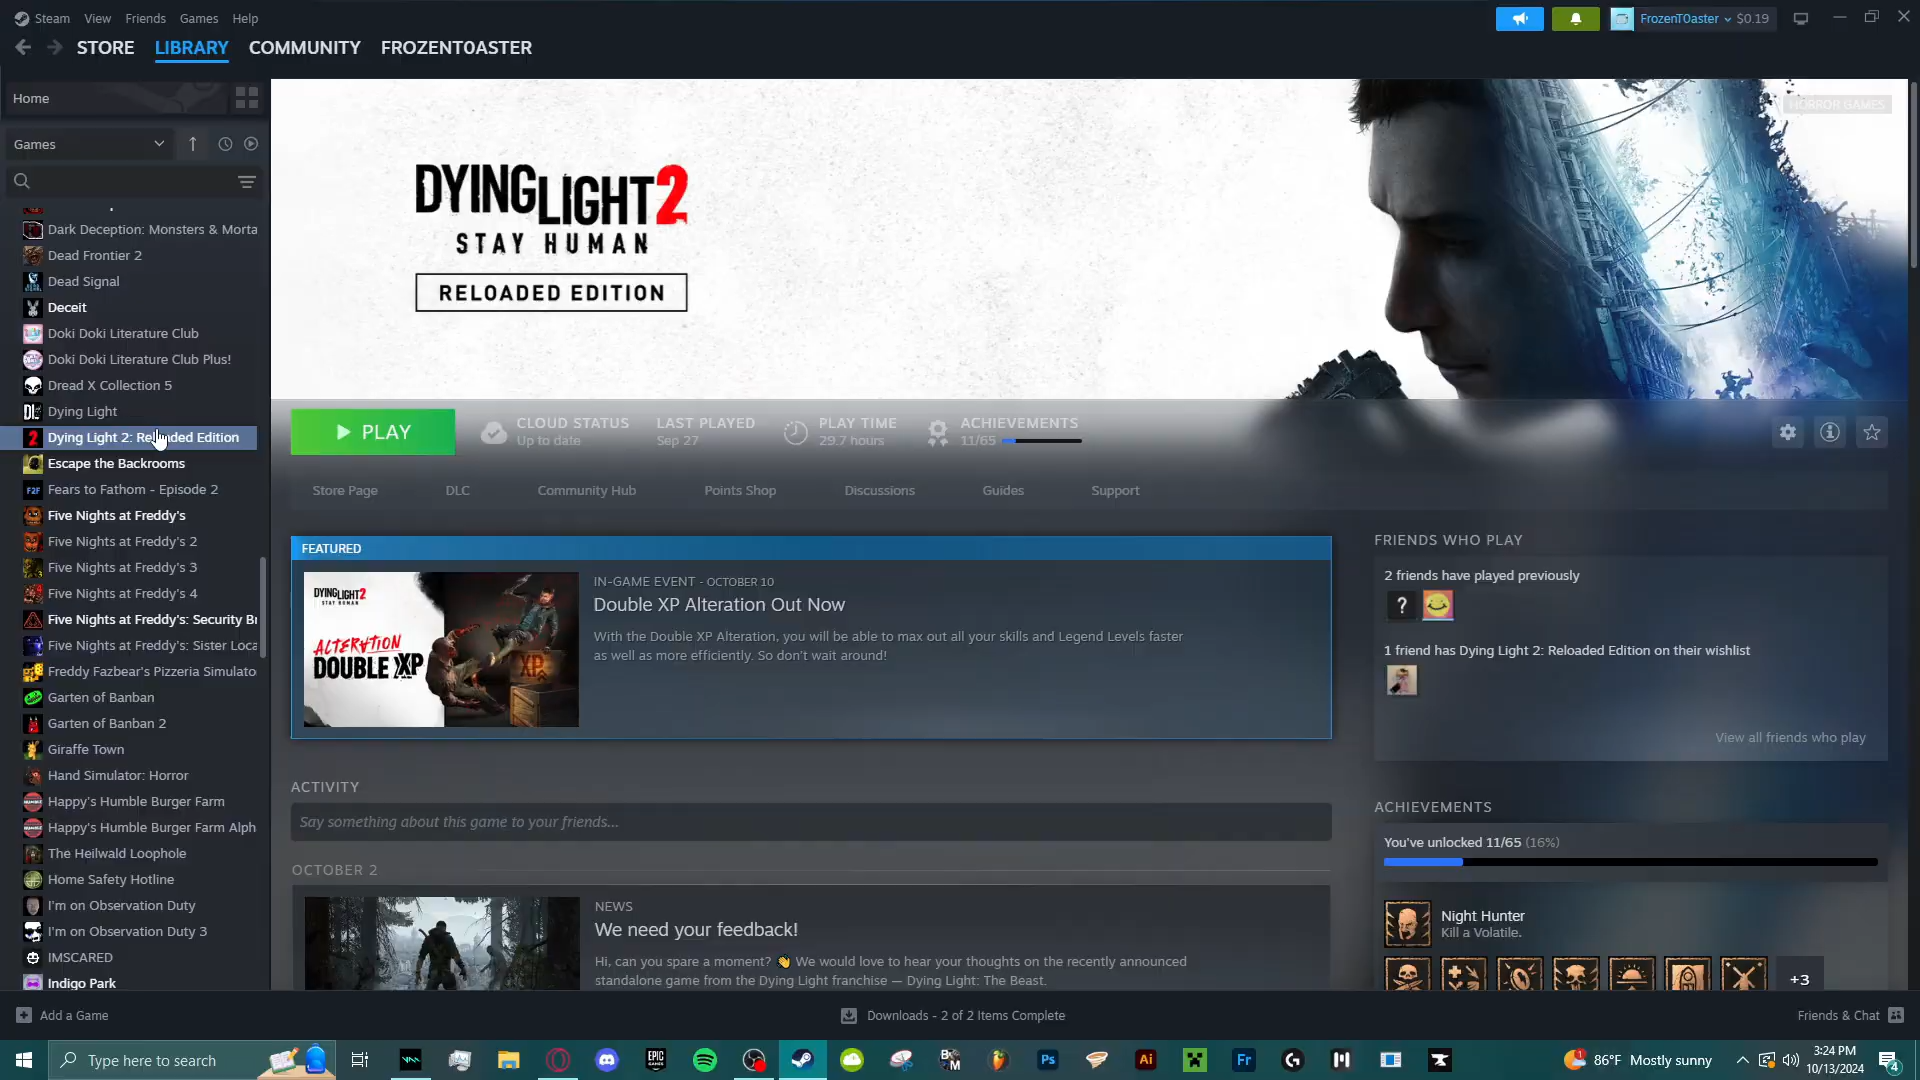 Steam View Friends Games Help
FrozenT0aster $0.19
STORE LIBRARY COMMUNITY FROZENT0ASTER
Home
Games
HORROR GAMES
Dark Deception: Monsters & Morta
Dead Frontier 2
Dead Signal
Deceit
Doki Doki Literature Club
Doki Doki Literature Club Plus!
Dread X Collection 5
Dying Light
Dying Light 2: Reloaded Edition
Escape the Backrooms
Fears to Fathom - Episode 2
Five Nights at Freddy's
Five Nights at Freddy's 2
Five Nights at Freddy's 3
Five Nights at Freddy's 4
Five Nights at Freddy's: Security Br
Five Nights at Freddy's: Sister Loca
Freddy Fazbear's Pizzeria Simulato
Garten of Banban
Garten of Banban 2
Giraffe Town
Hand Simulator: Horror
Happy's Humble Burger Farm
Happy's Humble Burger Farm Alph
The Heilwald Loophole
Home Safety Hotline
I'm on Observation Duty
I'm on Observation Duty 3
IMSCARED
Indigo Park
DYING LIGHT 2
STAY HUMAN
RELOADED EDITION
PLAY
CLOUD STATUS
Up to date
LAST PLAYED
Sep 27
PLAY TIME
29.7 hours
ACHIEVEMENTS
11/65
Store Page DLC Community Hub Points Shop Discussions Guides Support
FEATURED
DYING LIGHT 2
STAY HUMAN
ALTERATION
DOUBLE XP
XP
IN-GAME EVENT - OCTOBER 10
Double XP Alteration Out Now
With the Double XP Alteration, you will be able to max out all your skills and Legend Levels faster
as well as more efficiently. So don't wait around!
ACTIVITY
Say something about this game to your friends...
OCTOBER 2
NEWS
We need your feedback!
Hi, can you spare a moment? 👋 We would love to hear your thoughts on the recently announced
standalone game from the Dying Light franchise — Dying Light: The Beast.
FRIENDS WHO PLAY
2 friends have played previously
?
1 friend has Dying Light 2: Reloaded Edition on their wishlist
View all friends who play
ACHIEVEMENTS
You've unlocked 11/65 (16%)
Night Hunter
Kill a Volatile.
+3
Add a Game
Downloads - 2 of 2 Items Complete
Friends & Chat
Type here to search
EPIC GAMES
Ps
Ai
Fr
86°F Mostly sunny
3:24 PM
10/13/2024
4